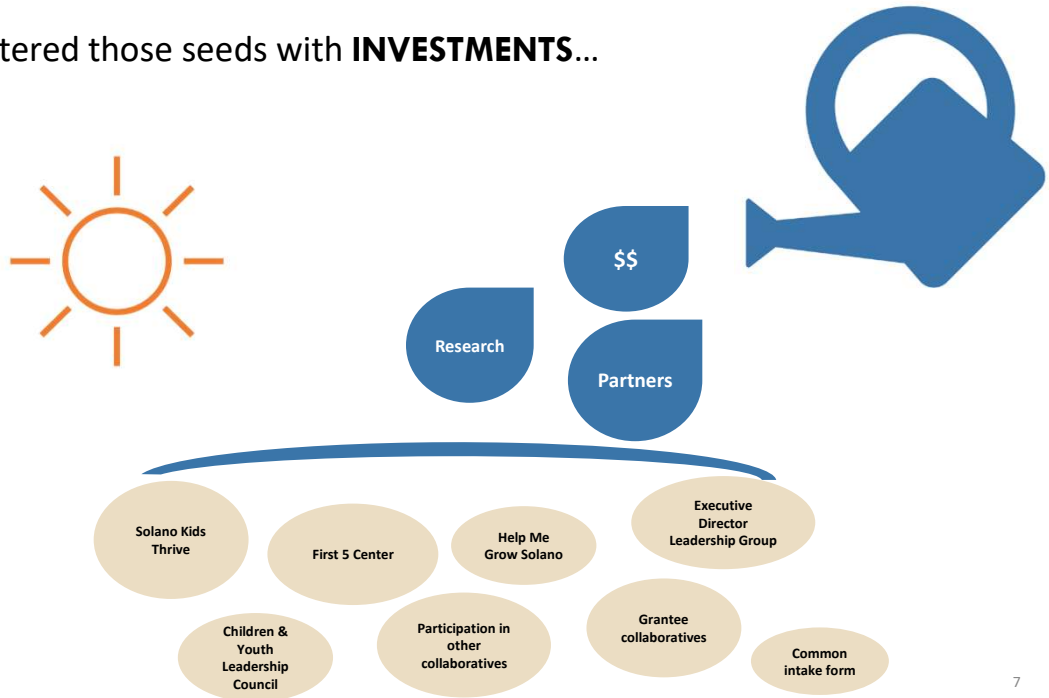 tered those seeds with INVESTMENTS...
$$
Research
Partners
Solano Kids
Thrive
First 5 Center
Help Me
Grow Solano
Executive
Director
Leadership Group
Children &
Youth
Leadership
Council
Participation in
other
collaboratives
Grantee
collaboratives
Common
intake form
7